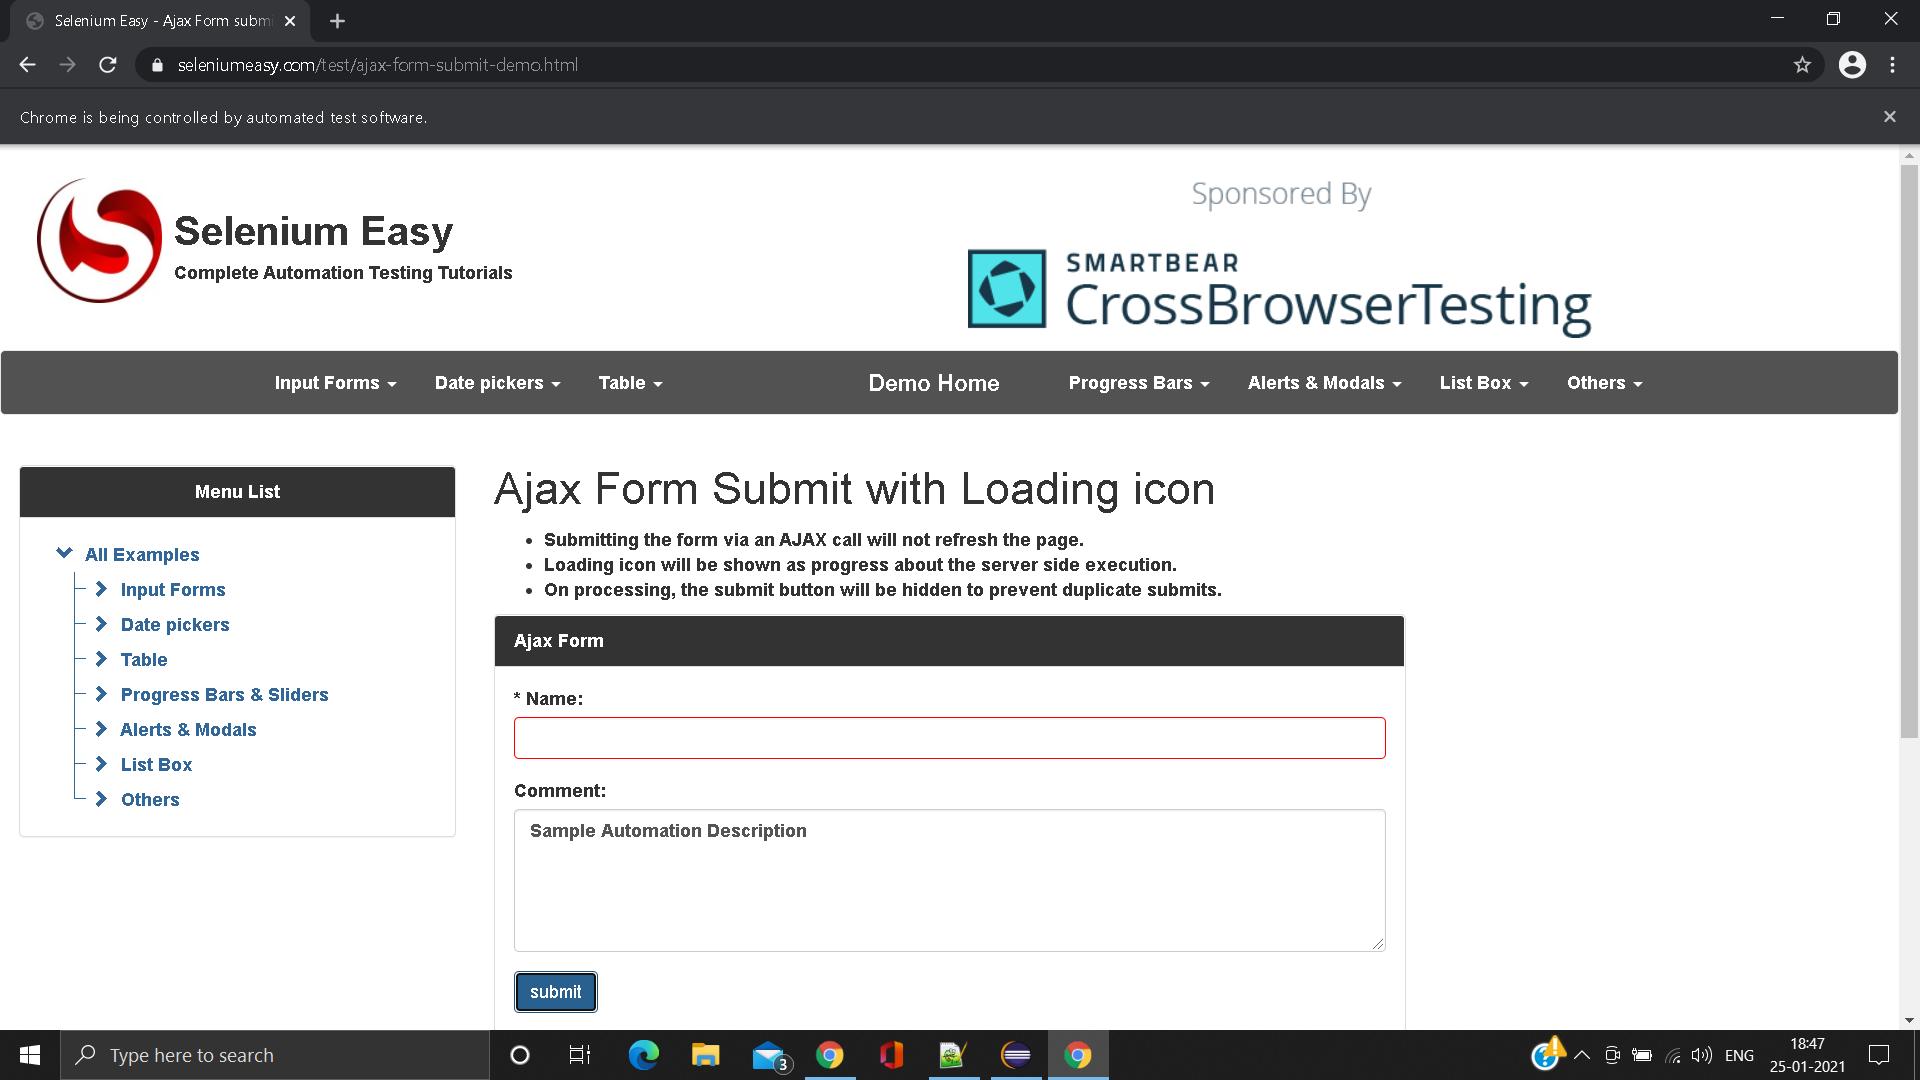 Selenium Easy - Ajax Form subm
seleniumeasy.com/test/ajax-form-submit-demo.html
Chrome is being controlled by automated test software.
Selenium Easy
Complete Automation Testing Tutorials
Sponsored By
SMARTBEAR
CrossBrowserTesting
Input Forms Date pickers Table Demo Home Progress Bars Alerts & Modals List Box Others
Menu List
All Examples
Input Forms
Date pickers
Table
Progress Bars & Sliders
Alerts & Modals
List Box
Others
Ajax Form Submit with Loading icon
Submitting the form via an AJAX call will not refresh the page.
Loading icon will be shown as progress about the server side execution.
On processing, the submit button will be hidden to prevent duplicate submits.
Ajax Form
* Name:
Comment:
Sample Automation Description
submit
Type here to search
3
ENG
18:47
25-01-2021